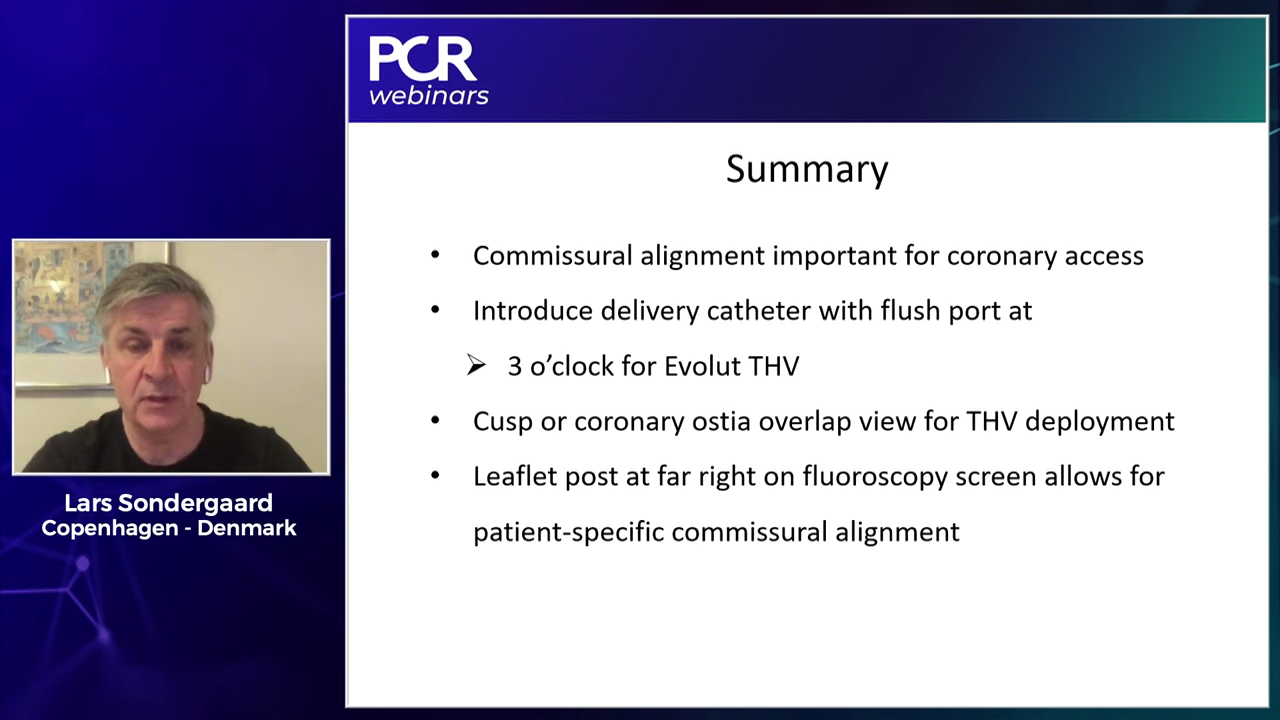 PCR
webinars
Summary
• Commissural alignment important for coronary access
• Introduce delivery catheter with flush port at
➢ 3 o’clock for Evolut THV
• Cusp or coronary ostia overlap view for THV deployment
• Leaflet post at far right on fluoroscopy screen allows for
patient-specific commissural alignment
Lars Sondergaard
Copenhagen - Denmark